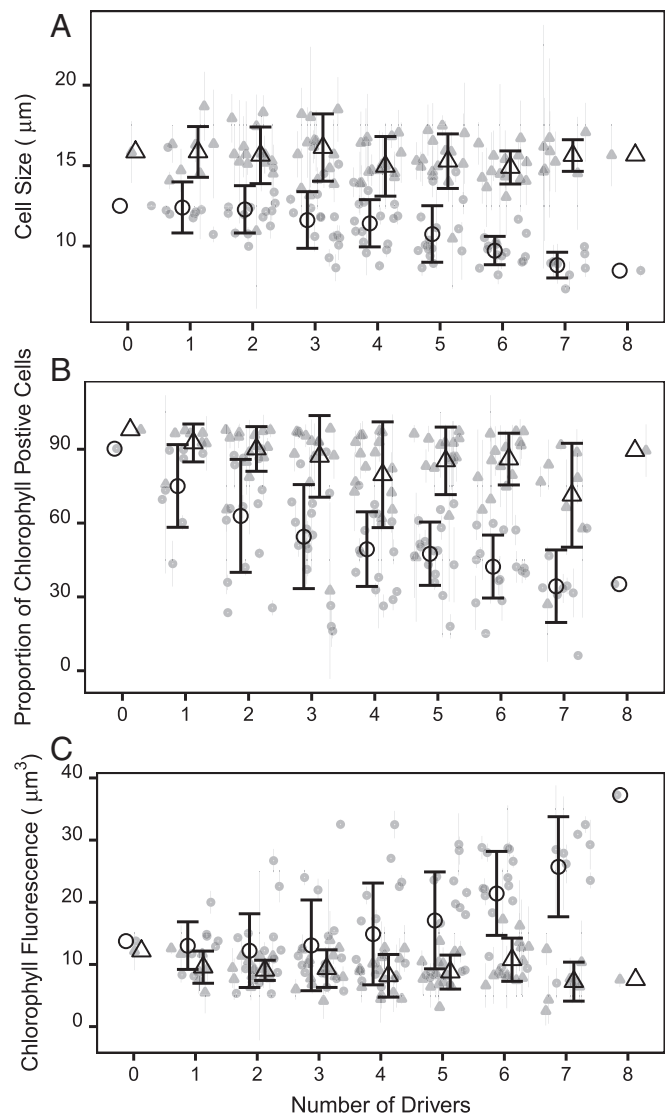 A
Cell Size ( μm)
20
15
10
0 1 2 3 4 5 6 7 8
B
Proportion of Chlorophyll Postive Cells
90
60
30
0
0 1 2 3 4 5 6 7 8
C
Chlorophyll Fluorescence ( μm³)
40
30
20
10
0
0 1 2 3 4 5 6 7 8
Number of Drivers